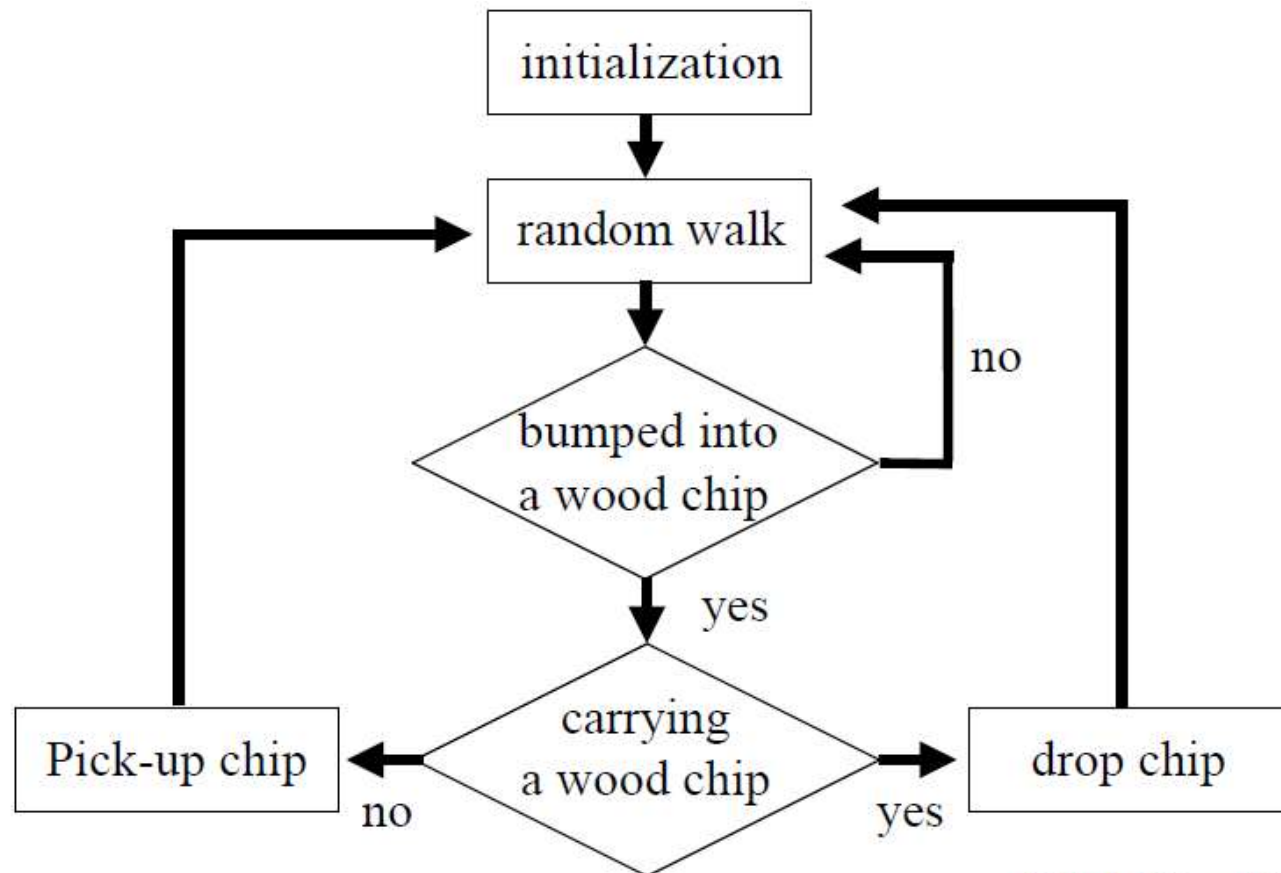 initialization
random walk
no
bumped into
a wood chip
yes
carrying
a wood chip
Pick-up chip
no
yes
drop chip